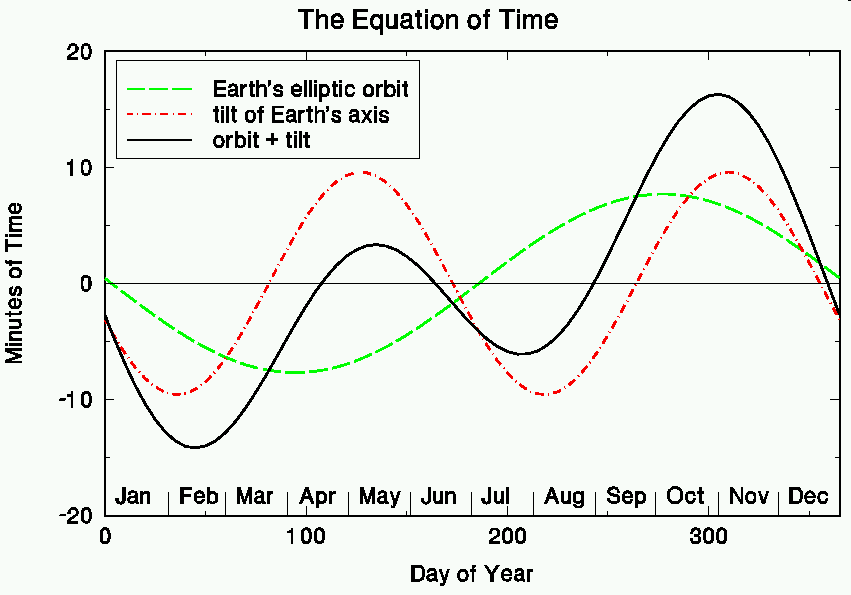 The Equation of Time
20
10
0
-10
-20
Minutes of Time
Earth's elliptic orbit
tilt of Earth's axis
orbit + tilt
Jan Feb Mar Apr May Jun Jul Aug Sep Oct Nov Dec
0 100 200 300
Day of Year